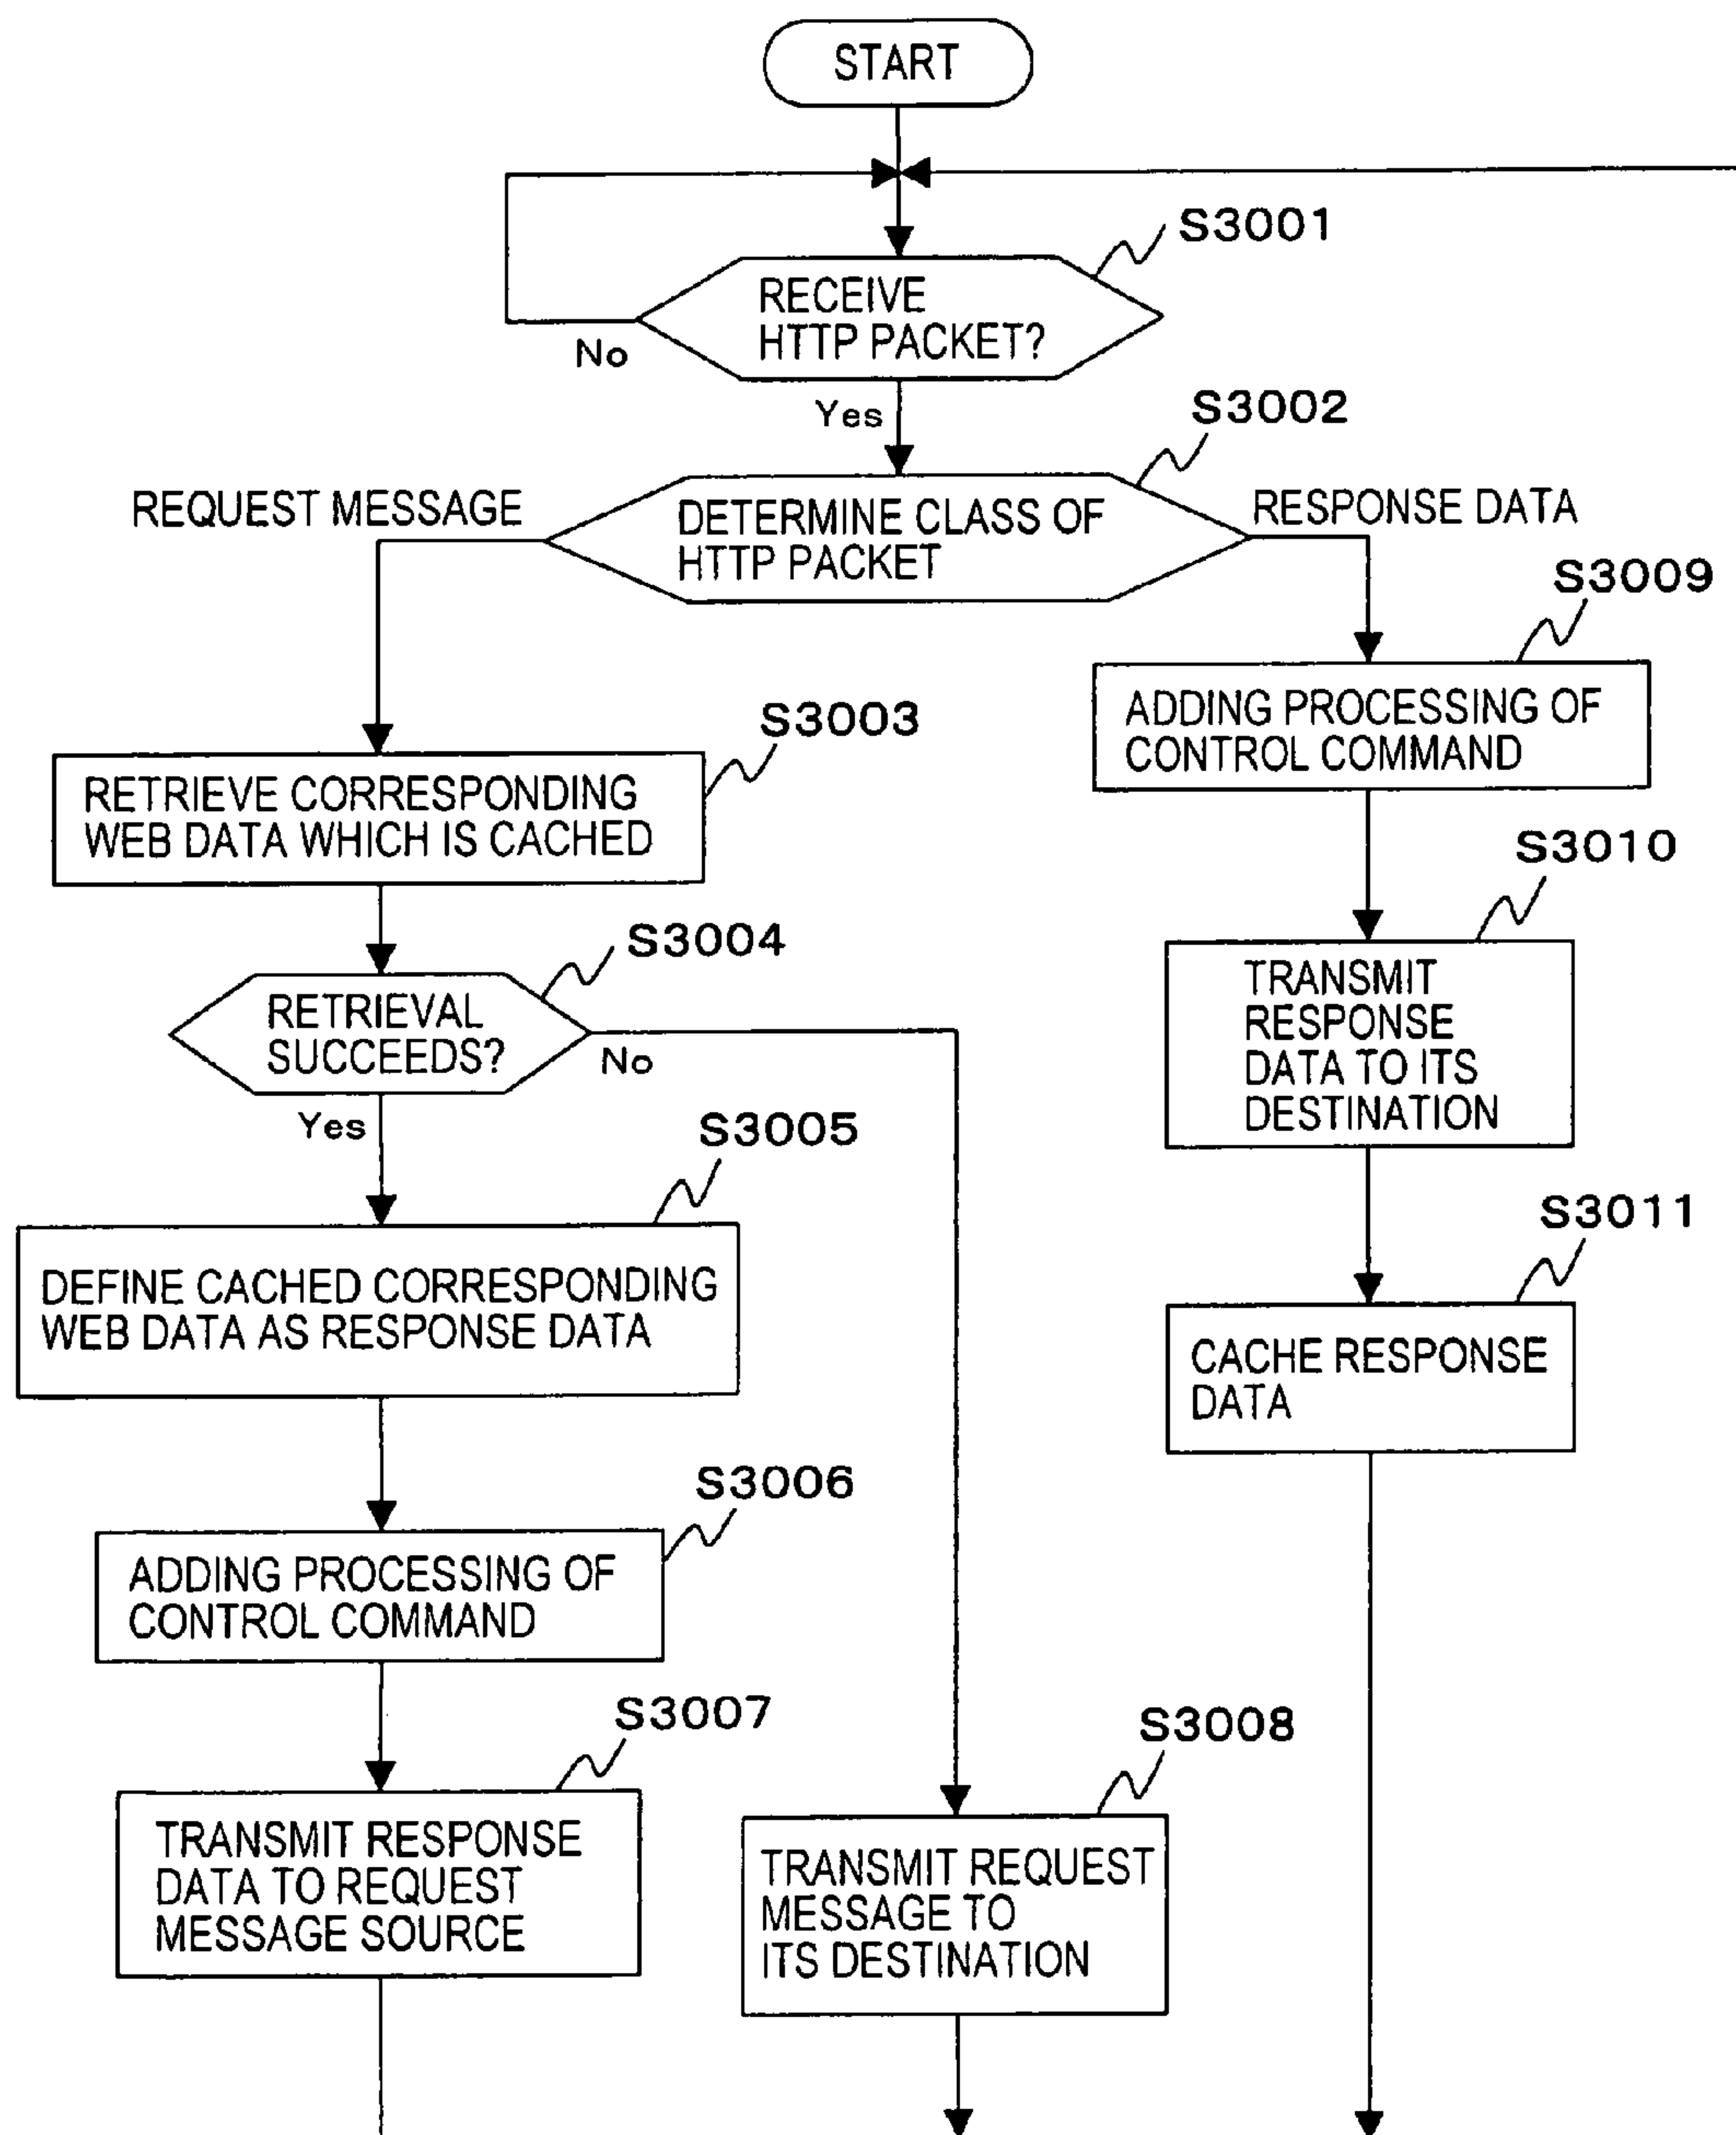 START
S3001
RECEIVE
HTTP PACKET?
No
Yes
S3002
REQUEST MESSAGE
DETERMINE CLASS OF
HTTP PACKET
RESPONSE DATA
S3009
ADDING PROCESSING OF
CONTROL COMMAND
S3003
RETRIEVE CORRESPONDING
WEB DATA WHICH IS CACHED
S3010
TRANSMIT
RESPONSE
DATA TO ITS
DESTINATION
S3004
RETRIEVAL
SUCCEEDS?
No
Yes
S3005
DEFINE CACHED CORRESPONDING
WEB DATA AS RESPONSE DATA
S3011
CACHE RESPONSE
DATA
S3006
ADDING PROCESSING OF
CONTROL COMMAND
S3007
TRANSMIT RESPONSE
DATA TO REQUEST
MESSAGE SOURCE
S3008
TRANSMIT REQUEST
MESSAGE TO
ITS DESTINATION